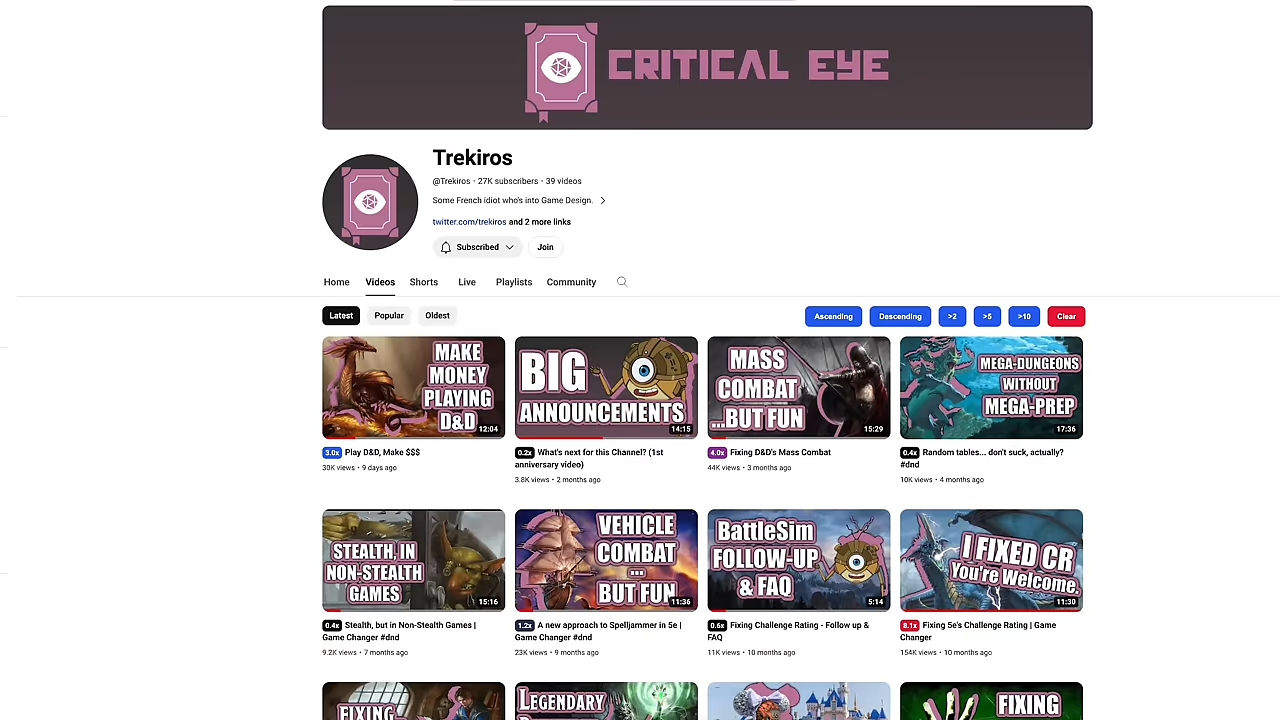 CRITICAL EYE
Trekiros
@Trekiros · 27K subscribers · 39 videos
Some French idiot who's into Game Design.
twitter.com/trekiros and 2 more links
Subscribed
Join
Home Videos Shorts Live Playlists Community
Latest Popular Oldest Ascending Descending >2 >5 >10 Clear
MAKE
MONEY
PLAYING
D&D
12:04
BIG
ANNOUNCEMENTS
14:15
MASS
COMBAT
...BUT FUN
15:29
MEGA-DUNGEONS
WITHOUT
MEGA-PREP
17:36
3.0x Play D&D, Make $$$
30K views · 9 days ago
0.2x What's next for this Channel? (1st
anniversary video)
3.8K views · 2 months ago
4.0x Fixing D&D's Mass Combat
44K views · 3 months ago
0.4x Random tables... don't suck, actually?
#dnd
10K views · 4 months ago
STEALTH, IN
NON-STEALTH
GAMES
15:16
VEHICLE
COMBAT
...
BUT FUN
11:36
BattleSim
FOLLOW-UP
& FAQ
5:14
I FIXED CR
You're Welcome.
11:30
0.4x Stealth, but in Non-Stealth Games |
Game Changer #dnd
9.2K views · 7 months ago
1.2x A new approach to Spelljammer in 5e |
Game Changer #dnd
23K views · 9 months ago
0.6x Fixing Challenge Rating - Follow up &
FAQ
11K views · 10 months ago
8.1x Fixing 5e's Challenge Rating | Game
Changer
154K views · 10 months ago
FIXING
LEGENDARY
FIXING